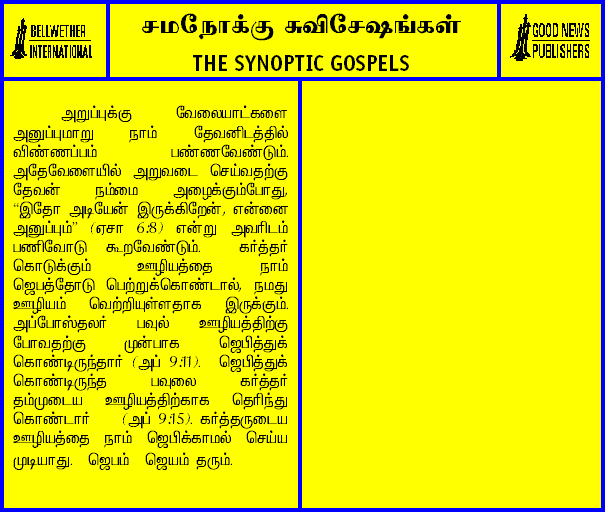 BELLWETHER
INTERNATIONAL
சமநோக்கு சுவிசேஷங்கள்
THE SYNOPTIC GOSPELS
GOOD NEWS
PUBLISHERS
அறுப்புக்கு வேலையாட்களை
அனுப்புமாறு நாம் தேவனிடத்தில்
விண்ணப்பம் பண்ணவேண்டும்.
அதேவேளையில் அறுவடை செய்வதற்கு
தேவன் நம்மை அழைக்கும்போது,
“இதோ அடியேன் இருக்கிறேன், என்னை
அனுப்பும்” (ஏசா 6:8) என்று அவரிடம்
பணிவோடு கூறவேண்டும். கர்த்தர்
கொடுக்கும் ஊழியத்தை நாம்
ஜெபத்தோடு பெற்றுக்கொண்டால், நமது
ஊழியம் வெற்றியுள்ளதாக இருக்கும்.
அப்போஸ்தலர் பவுல் ஊழியத்திற்கு
போவதற்கு முன்பாக ஜெபித்துக்
கொண்டிருந்தார் (அப் 9:11). ஜெபித்துக்
கொண்டிருந்த பவுலை கர்த்தர்
தம்முடைய ஊழியத்திற்காக தெரிந்து
கொண்டார் (அப் 9:15). கர்த்தருடைய
ஊழியத்தை நாம் ஜெபிக்காமல் செய்ய
முடியாது. ஜெபம் ஜெயம் தரும்.